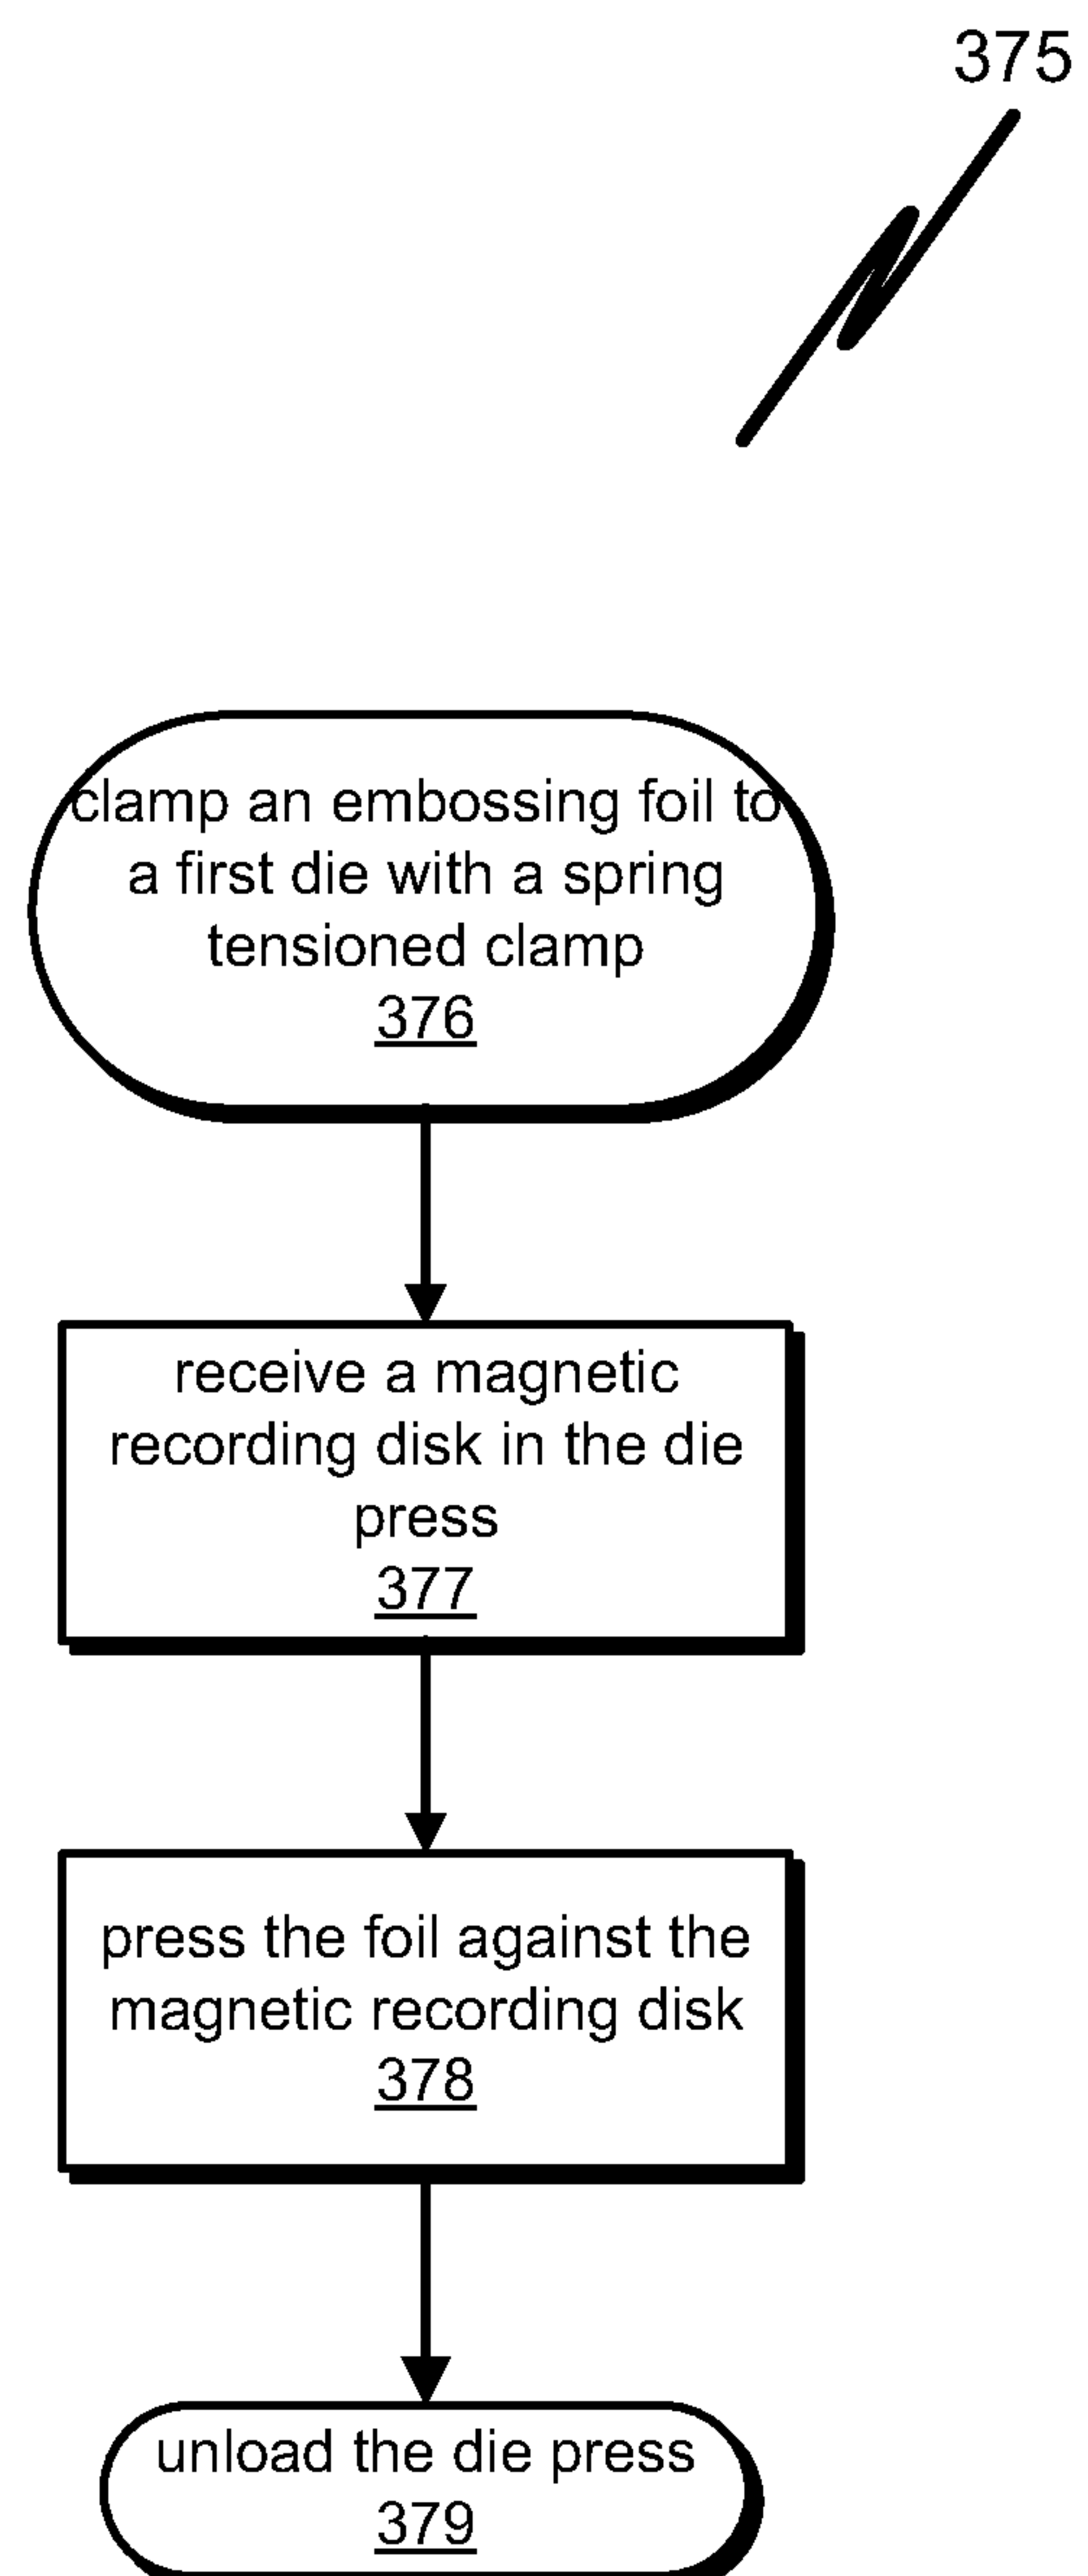 375
clamp an embossing foil to
a first die with a spring
tensioned clamp
376
receive a magnetic
recording disk in the die
press
377
press the foil against the
magnetic recording disk
378
unload the die press
379